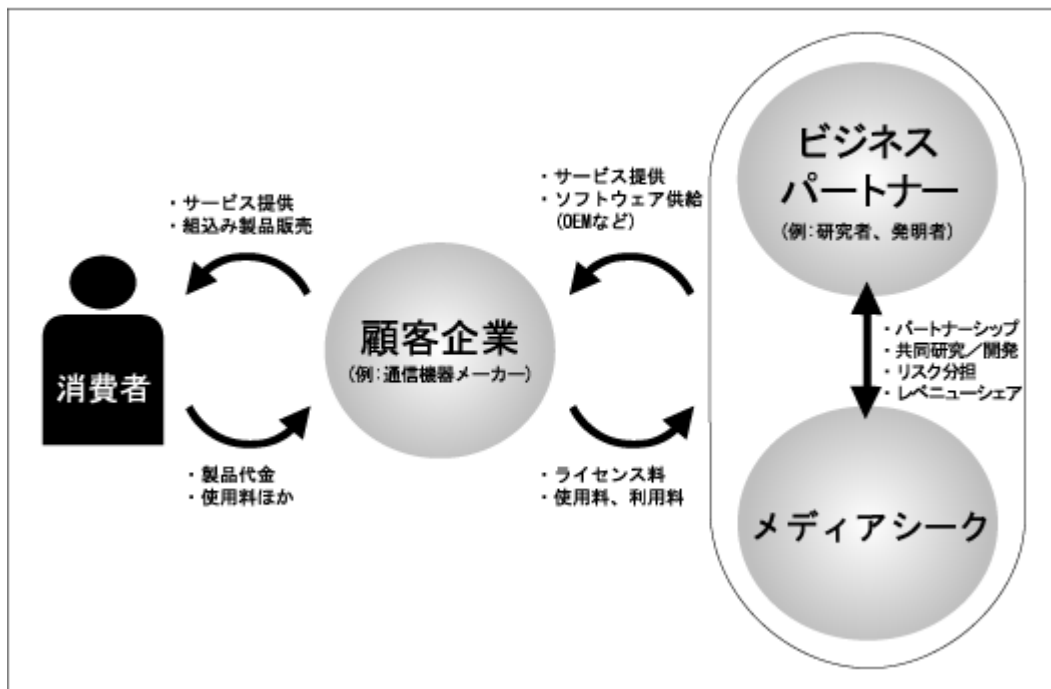 ビジネス
パートナー
(例:研究者、発明者)
・サービス提供
・組込み製品販売
・サービス提供
・ソフトウェア供給
(OEMなど)
顧客企業
(例:通信機器メーカー)
消費者
・パートナーシップ
・共同研究/開発
・リスク分担
・レベニューシェア
・製品代金
・使用料ほか
・ライセンス料
・使用料、利用料
メディアシーク